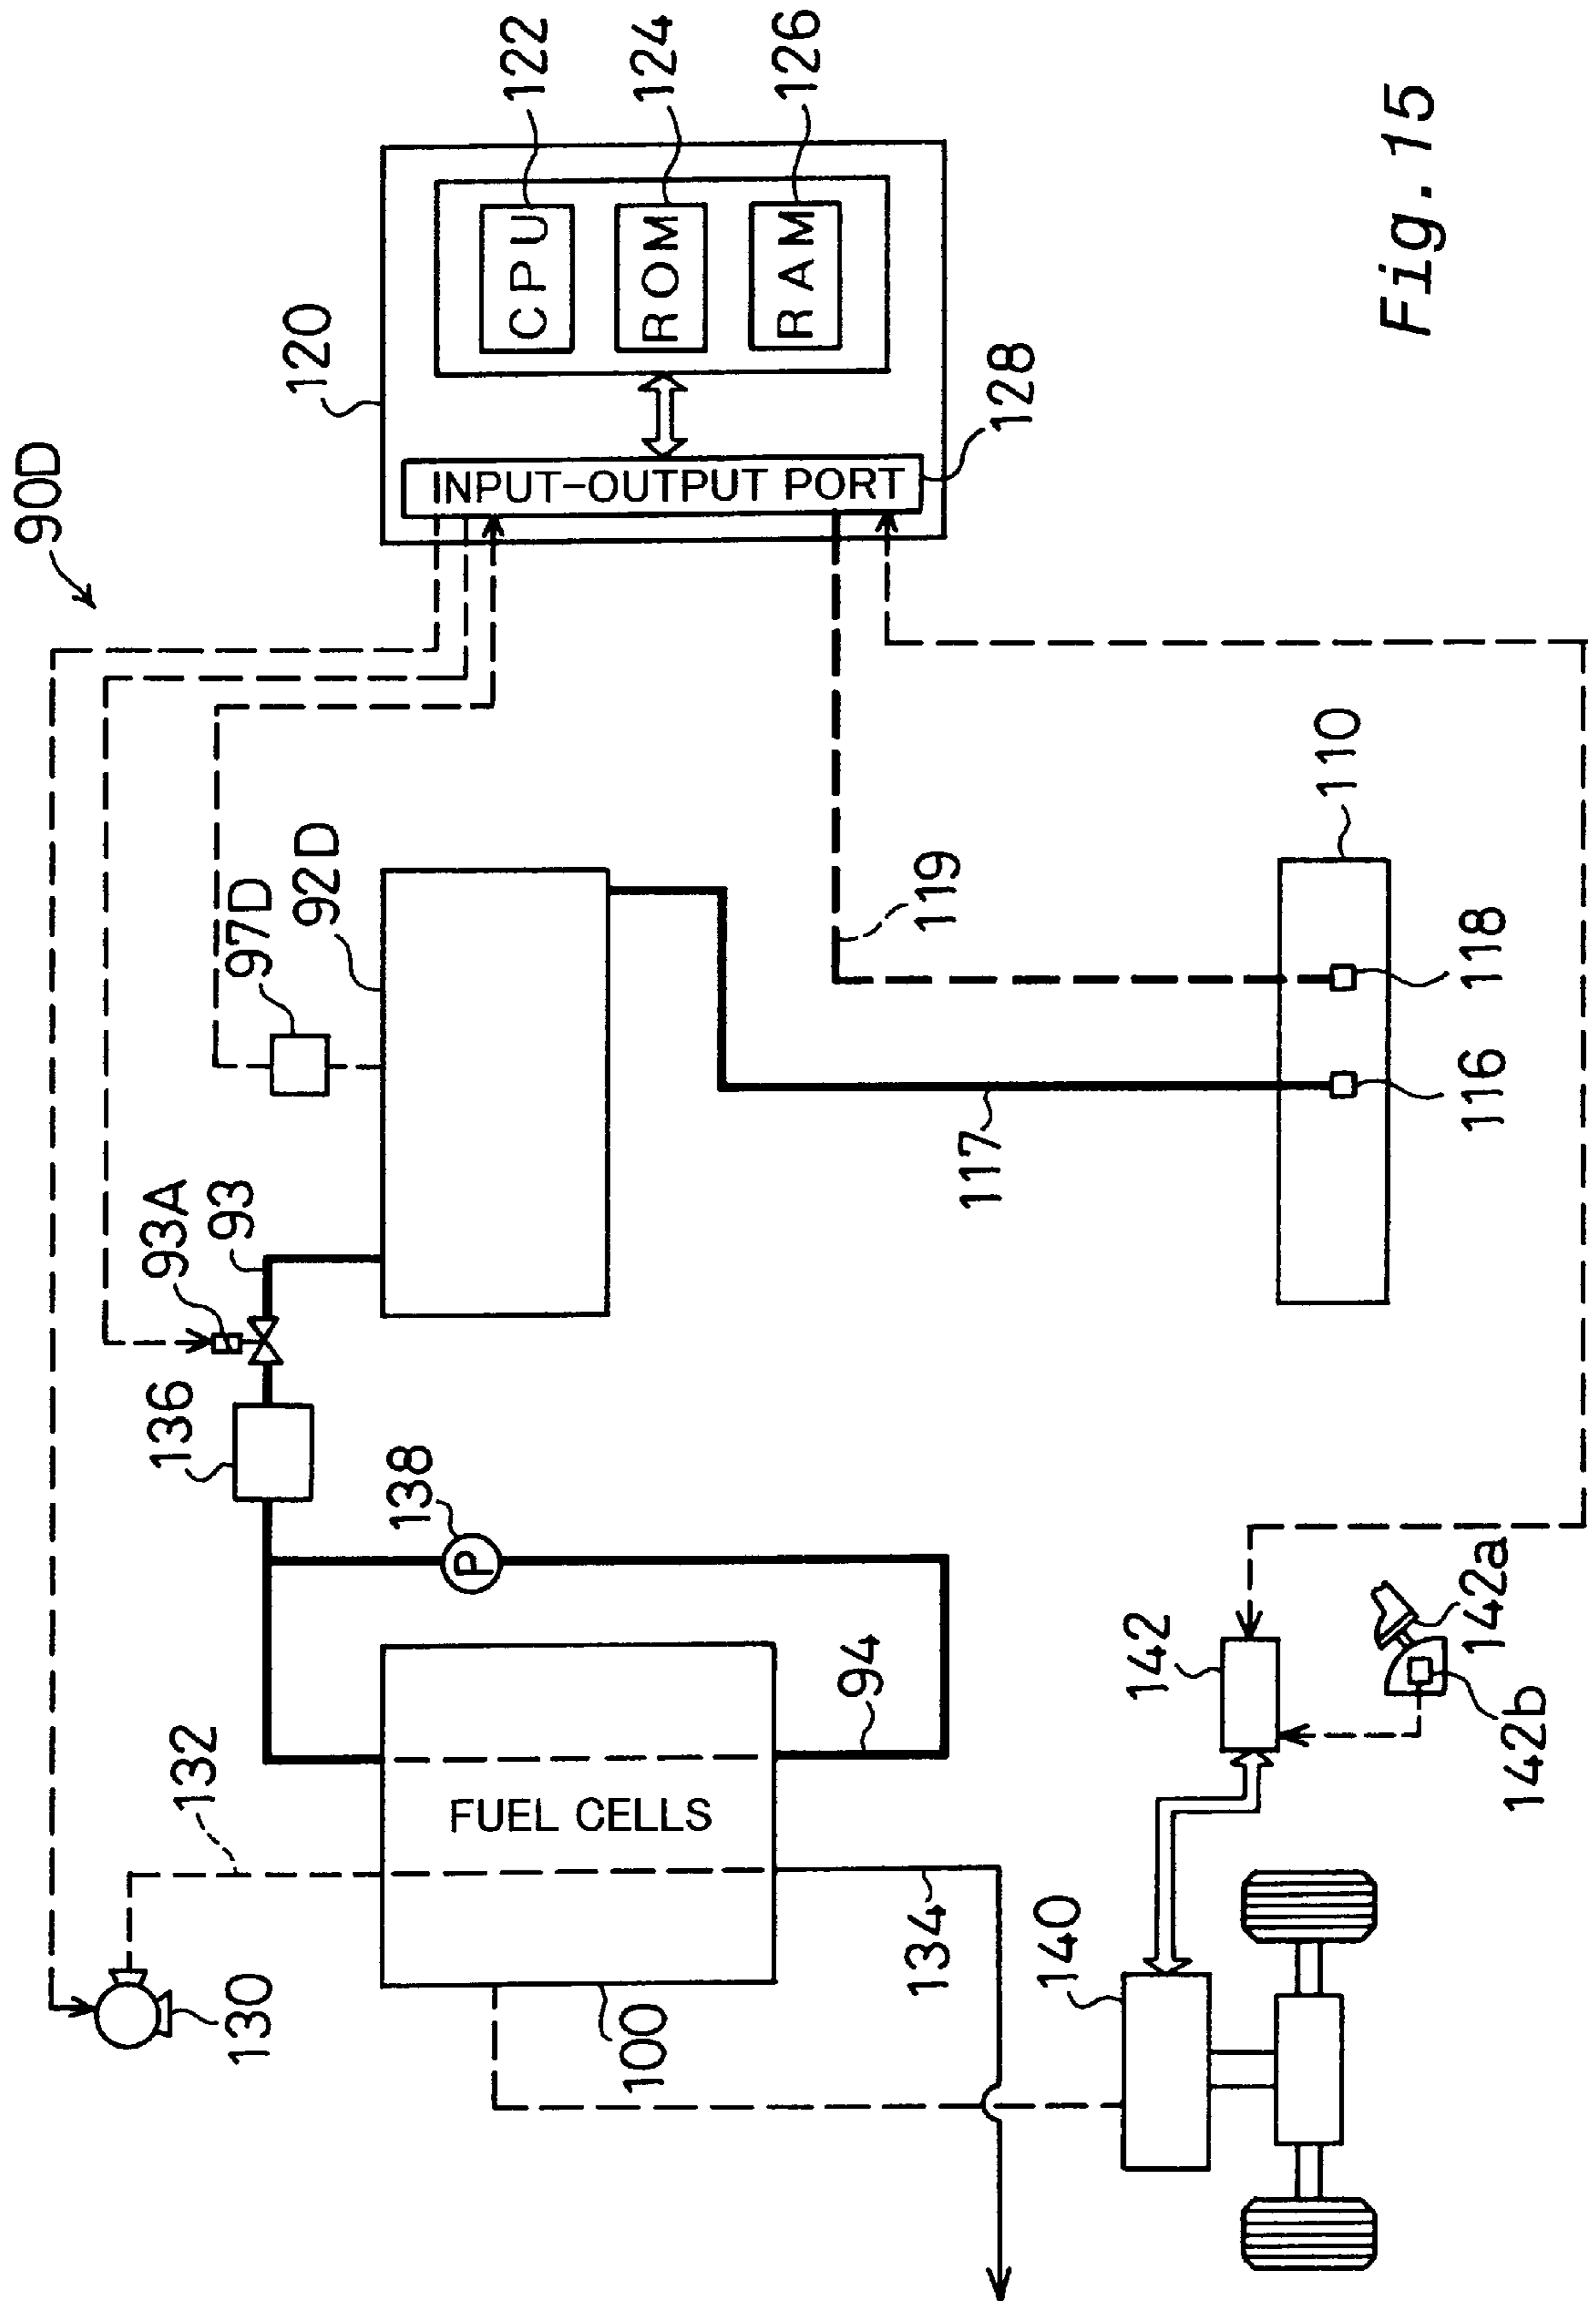 90D
120
CPU
122
ROM
124
RAM
126
INPUT-OUTPUT PORT
128
97D
92D
93A
93
136
138
132
130
FUEL CELLS
100
94
134
119
117
110
118
116
142
142a
142b
140
P
Fig. 15